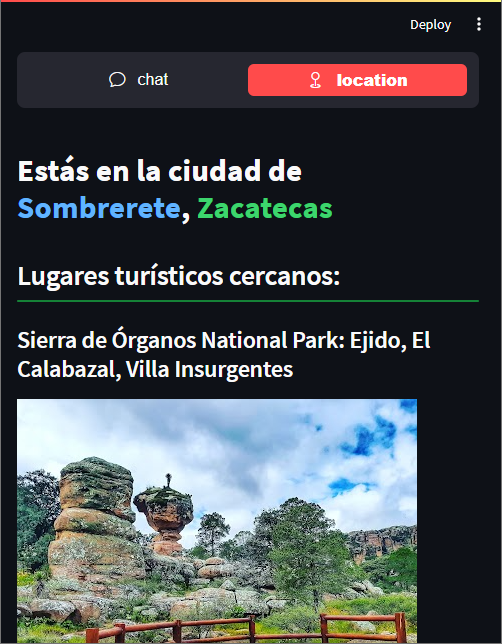 Deploy
chat
location
Estás en la ciudad de
Sombrerete, Zacatecas
Lugares turísticos cercanos:
Sierra de Órganos National Park: Ejido, El
Calabazal, Villa Insurgentes